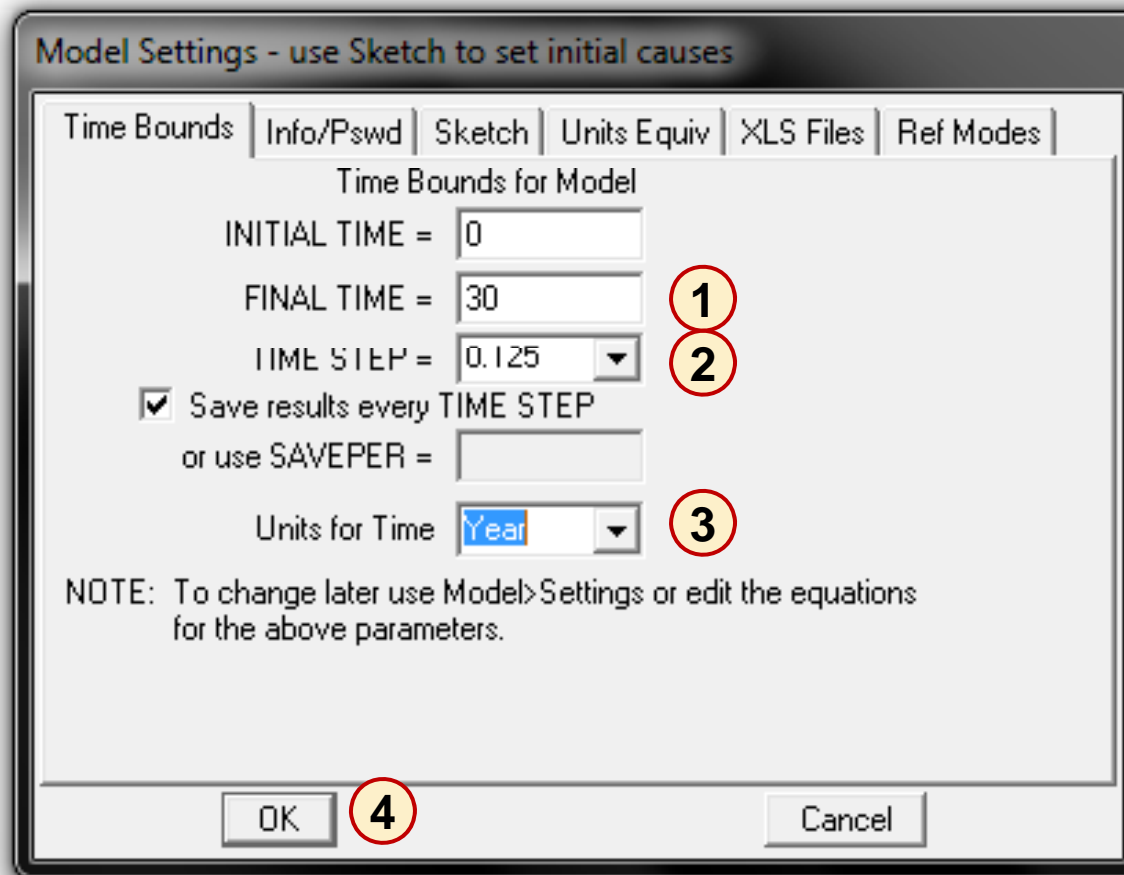 Model Settings - use Sketch to set initial causes
Time Bounds Info/Pswd Sketch Units Equiv XLS Files Ref Modes
Time Bounds for Model
INITIAL TIME = 0
FINAL TIME = 30 1
TIME STEP = 0.125 2
Save results every TIME STEP
or use SAVEPER =
Units for Time Year 3
NOTE: To change later use Model>Settings or edit the equations
for the above parameters.
OK 4 Cancel